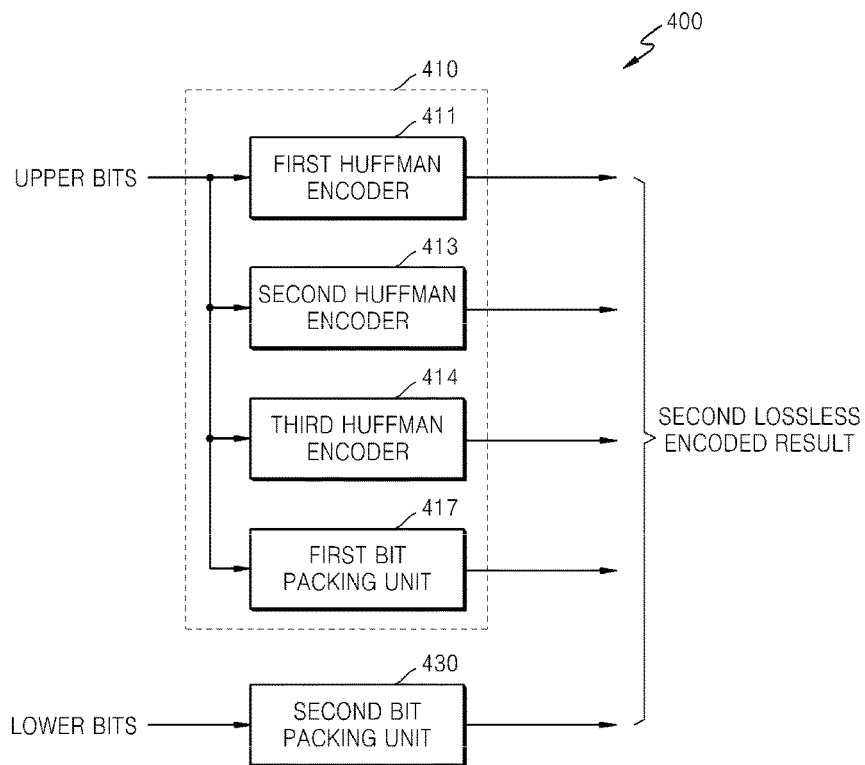 400
410
411
UPPER BITS
FIRST HUFFMAN
ENCODER
413
SECOND HUFFMAN
ENCODER
414
THIRD HUFFMAN
ENCODER
SECOND LOSSLESS
ENCODED RESULT
417
FIRST BIT
PACKING UNIT
430
LOWER BITS
SECOND BIT
PACKING UNIT